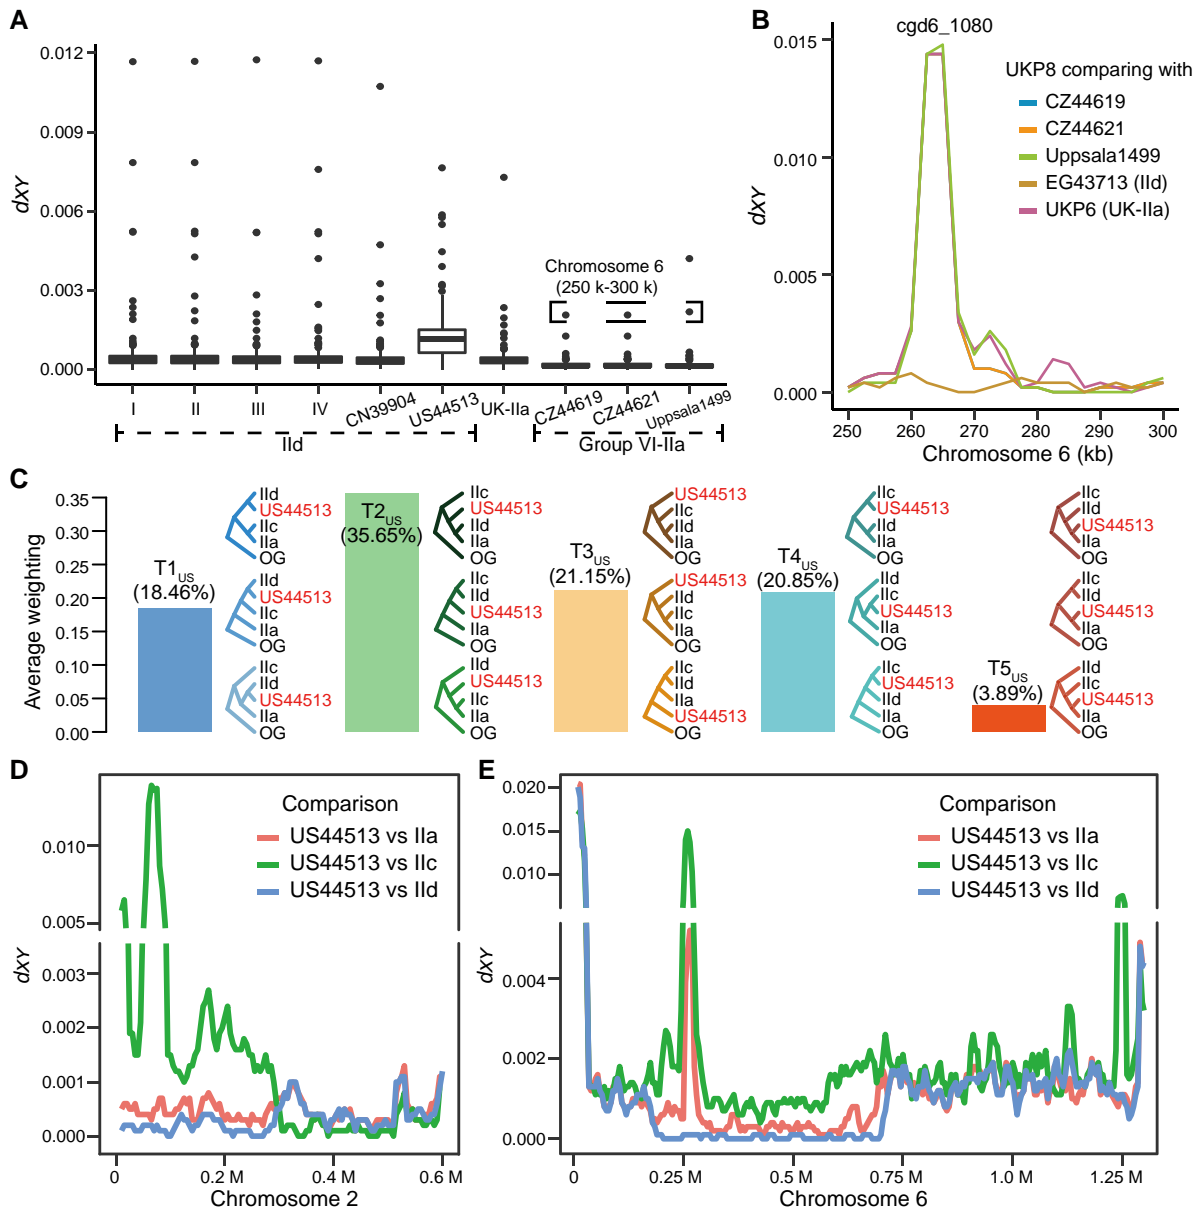 A
0.012
0.009
0.006
0.003
0.000
dXY
Chromosome 6
(250 k-300 k)
I
II
III
IV
CN39904
US44513
UK-IIa
CZ44619
CZ44621
Uppsala1499
IId
Group VI-IIa
B
cgd6_1080
0.015
0.010
0.005
0.000
dXY
UKP8 comparing with
CZ44619
CZ44621
Uppsala1499
EG43713 (IId)
UKP6 (UK-IIa)
250
260
270
280
290
300
Chromosome 6 (kb)
C
Average weighting
0.35
0.30
0.25
0.20
0.15
0.10
0.05
0.00
T1US
(18.46%)
IId
US44513
IIc
IIa
OG
IId
US44513
IIc
IIa
OG
IIc
IId
US44513
IIa
OG
T2US
(35.65%)
IIc
US44513
IId
IIa
OG
IIc
IId
US44513
IIa
OG
IId
US44513
IIc
IIa
OG
T3US
(21.15%)
US44513
IIc
IId
IIa
OG
US44513
IId
IIc
IIa
OG
IIc
IId
IIa
US44513
OG
T4US
(20.85%)
IIc
US44513
IId
IIa
OG
IId
IIc
US44513
IIa
OG
IIc
US44513
IId
IIa
OG
T5US
(3.89%)
IIc
IId
US44513
IIa
OG
IIc
IId
US44513
IIa
OG
IId
IIc
US44513
IIa
OG
D
0.010
0.005
0.003
0.002
0.001
0.000
dXY
Comparison
US44513 vs IIa
US44513 vs IIc
US44513 vs IId
0
0.2 M
0.4 M
0.6 M
Chromosome 2
E
0.020
0.015
0.010
0.004
0.002
0.000
dXY
Comparison
US44513 vs IIa
US44513 vs IIc
US44513 vs IId
0
0.25 M
0.5 M
0.75 M
1.0 M
1.25 M
Chromosome 6